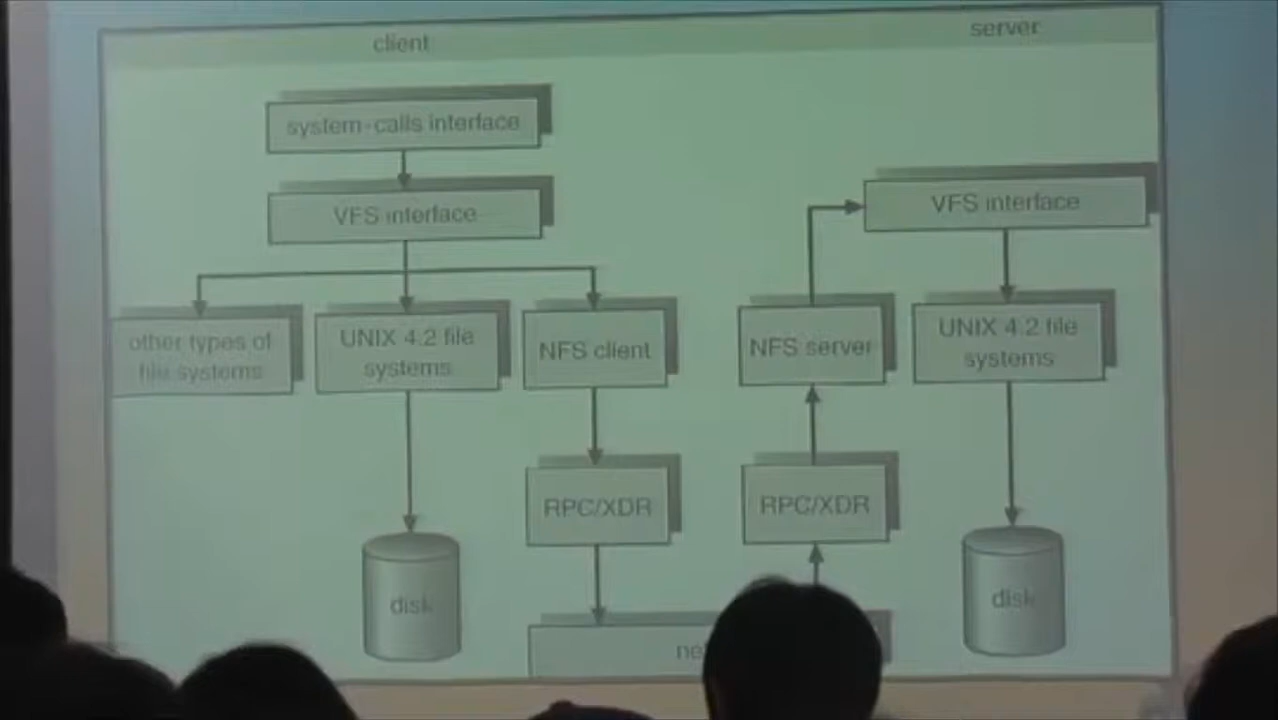 client
server
system-calls interface
VFS interface
VFS interface
other types of
file systems
UNIX 4.2 file
systems
NFS client
NFS server
UNIX 4.2 file
systems
RPC/XDR
RPC/XDR
disk
disk